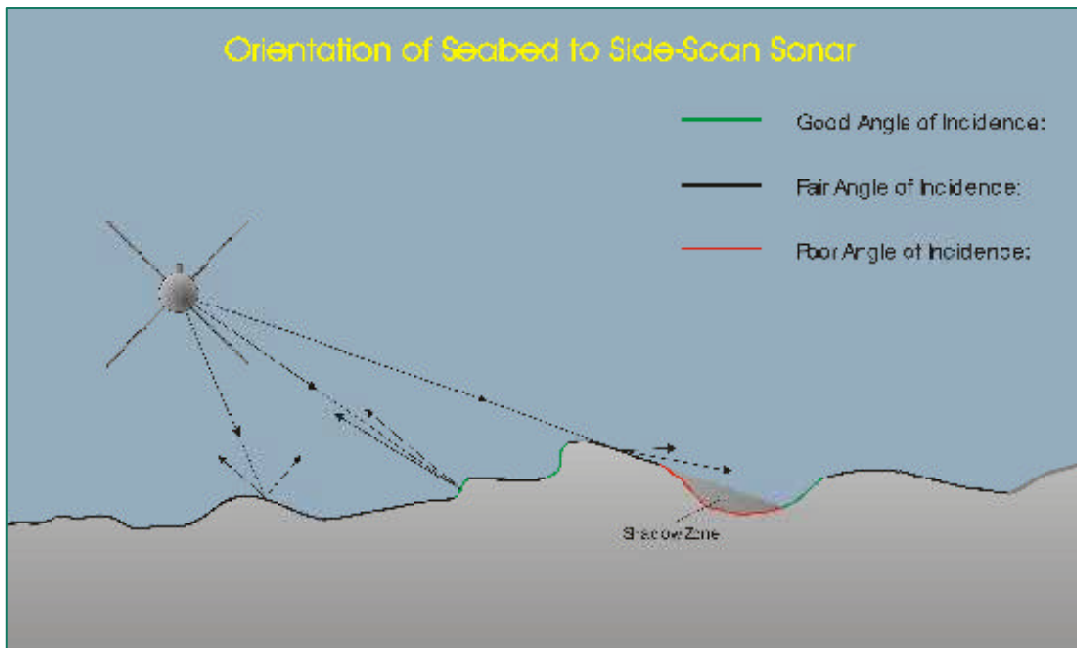 Orientation of Seabed to Side-Scan Sonar
Good Angle of Incidence:
Fair Angle of Incidence:
Poor Angle of Incidence:
Shadow Zone